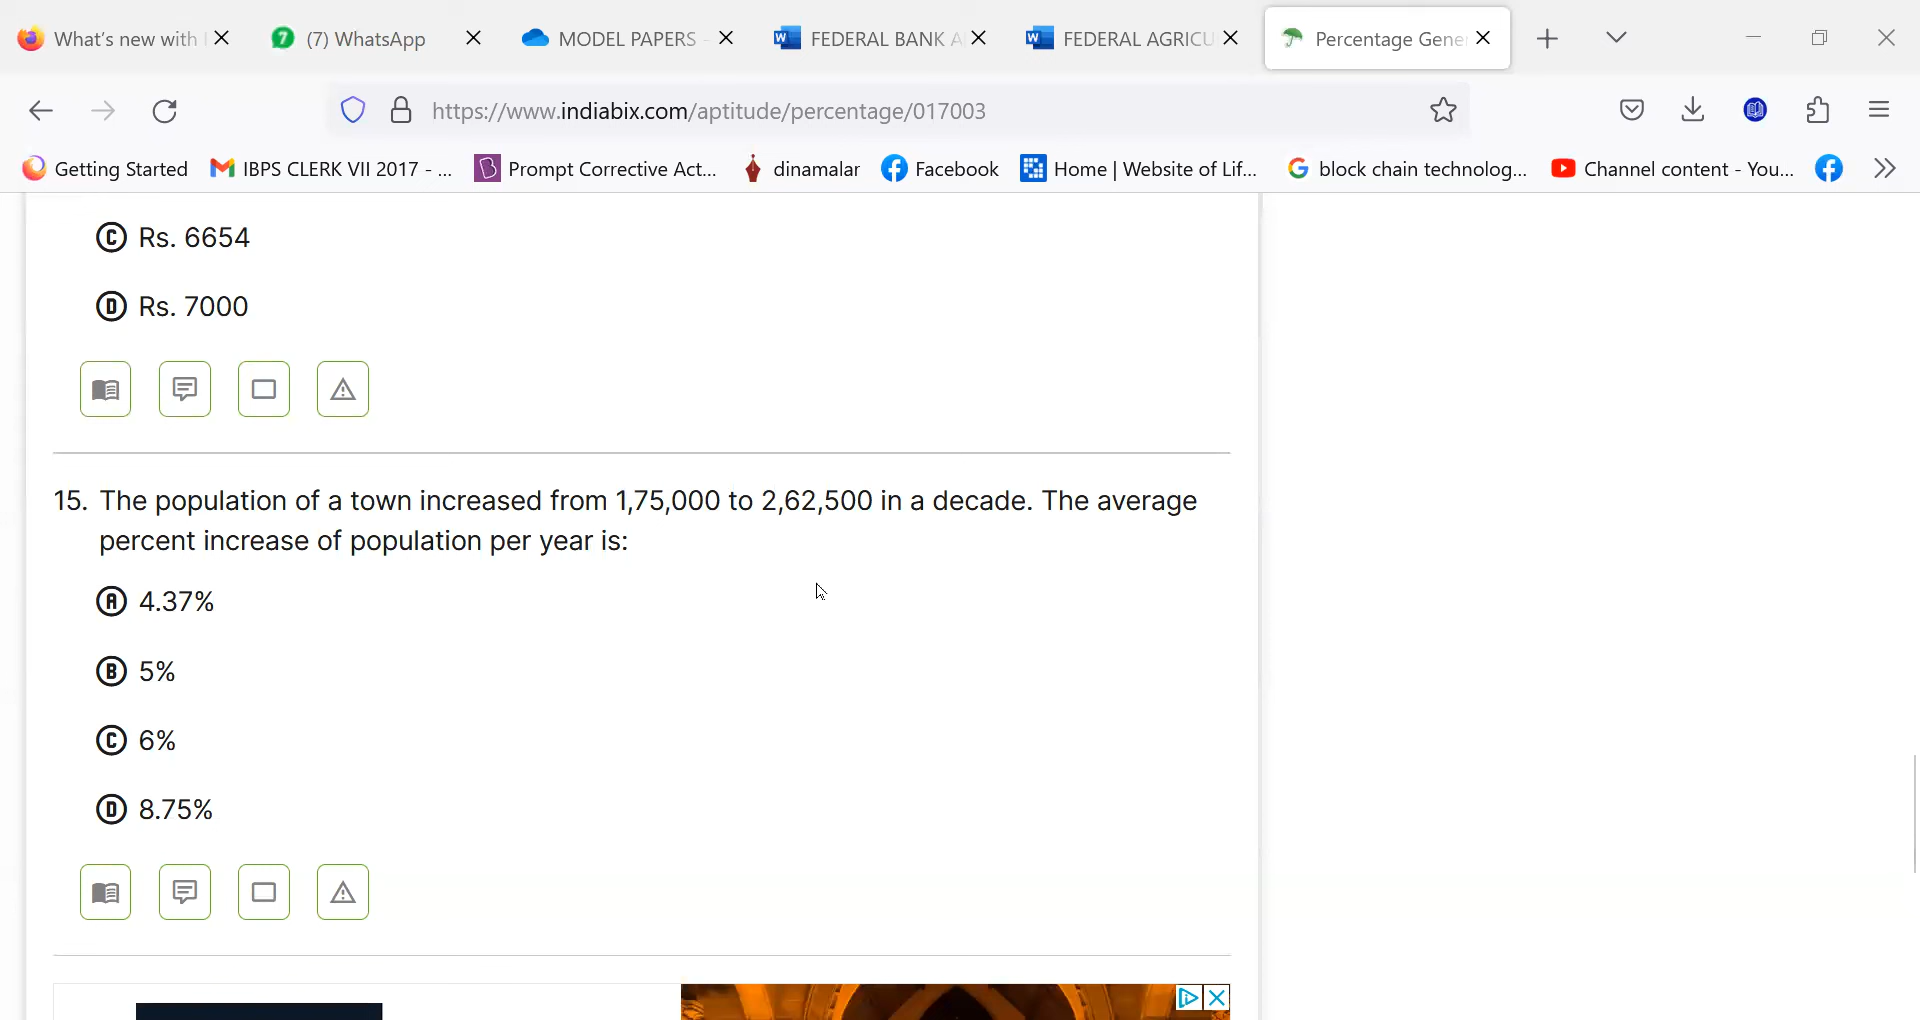 What's new with
7 (7) WhatsApp
MODEL PAPERS -
FEDERAL BANK A
FEDERAL AGRICU
Percentage Gene
https://www.indiabix.com/aptitude/percentage/017003
Getting Started
IBPS CLERK VII 2017 - ...
Prompt Corrective Act...
dinamalar
Facebook
Home | Website of Lif...
block chain technolog...
Channel content - You...
C Rs. 6654
D Rs. 7000
15. The population of a town increased from 1,75,000 to 2,62,500 in a decade. The average
percent increase of population per year is:
A 4.37%
B 5%
C 6%
D 8.75%